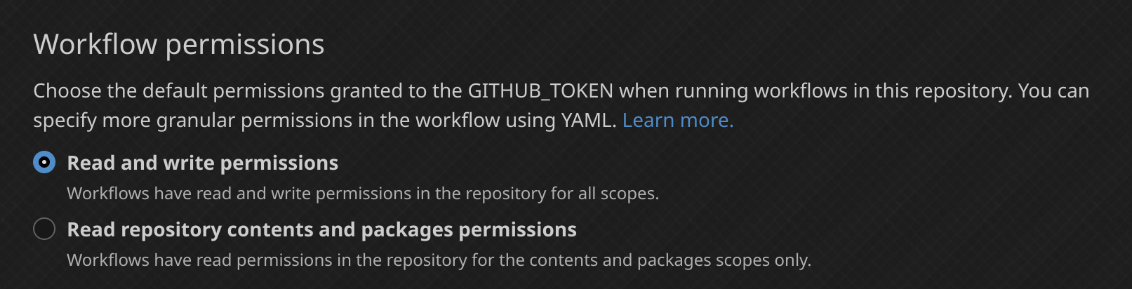 Workflow permissions
Choose the default permissions granted to the GITHUB_TOKEN when running workflows in this repository. You can
specify more granular permissions in the workflow using YAML. Learn more.
Read and write permissions
Workflows have read and write permissions in the repository for all scopes.
Read repository contents and packages permissions
Workflows have read permissions in the repository for the contents and packages scopes only.